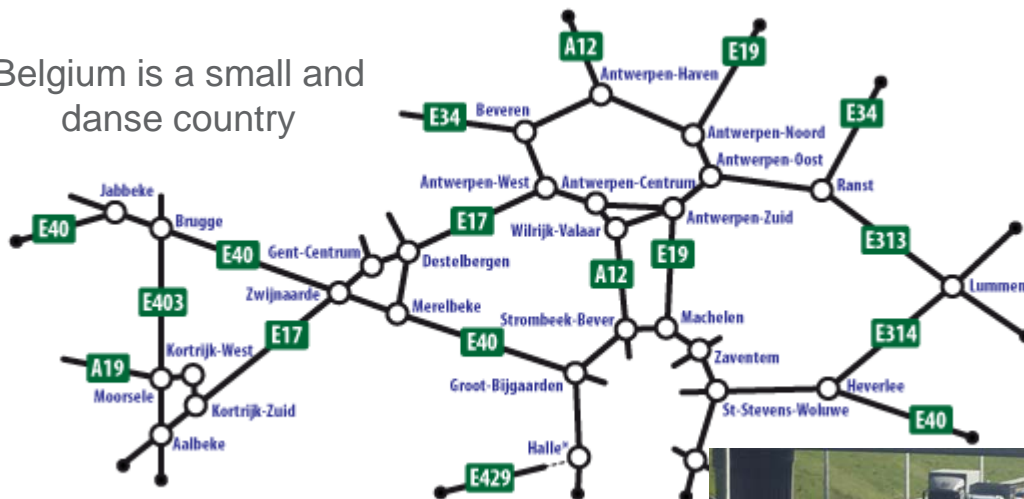 Belgium is a small and
danse country
A12
E19
Antwerpen-Haven
E34
Beveren
E34
Antwerpen-Noord
Antwerpen-Oost
Antwerpen-West
Antwerpen-Centrum
Ranst
Jabbeke
E17
Wilrijk-Valaar
Antwerpen-Zuid
E40
Brugge
E40
Gent-Centrum
Destelbergen
A12
E19
E313
Zwijnaarde
Lummen
E403
Merelbeke
E17
Strombeek-Bever
Machelen
E314
Kortrijk-West
E40
Zaventem
A19
Moorsele
Groot-Bijgaarden
Heverlee
Kortrijk-Zuid
St-Stevens-Woluwe
E40
Aalbeke
Halle*
E429